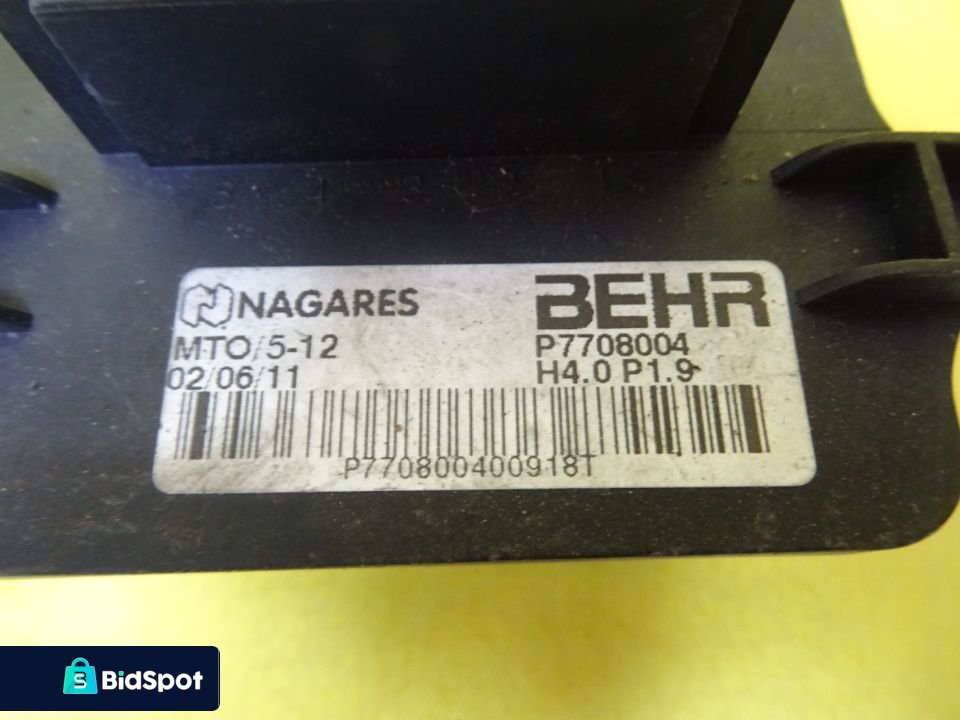 NAGARES
BEHR
MTO/5-12
P7708004
02/06/11
H4.0 P1.9
P770800400918T
BidSpot